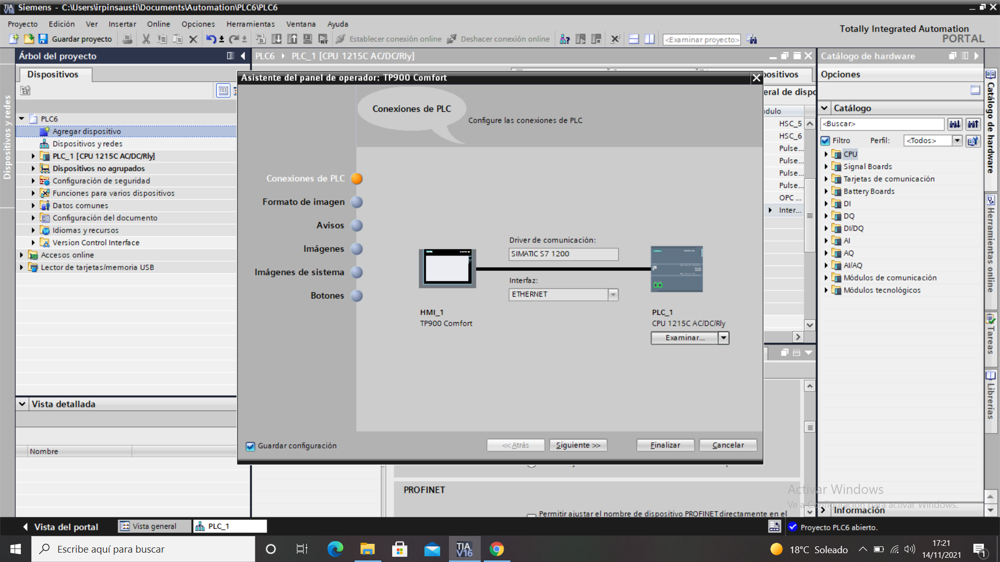 Siemens - C:\Users\irpinsausti\Documents\Automation\PLC6\PLC6
Proyecto Edición Ver Insertar Online Opciones Herramientas Ventana Ayuda
Totally Integrated Automation
PORTAL
Guardar proyecto
Establecer conexión online
Deshacer conexión online
<Examinar proyecto>
Árbol del proyecto
PLC6 PLC_1 [CPU 1215C AC/DC/Rly]
Catálogo de hardware
Dispositivos
Opciones
Dispositivos y redes
PLC6
Agregar dispositivo
Dispositivos y redes
PLC_1 [CPU 1215C AC/DC/Rly]
Dispositivos no agrupados
Configuración de seguridad
Funciones para varios dispositivos
Datos comunes
Configuración del documento
Idiomas y recursos
Version Control Interface
Accesos online
Lector de tarjetas/memoria USB
Vista detallada
Nombre
Asistente del panel de operador: TP900 Comfort
Conexiones de PLC
Configure las conexiones de PLC
Conexiones de PLC
Formato de imagen
Avisos
Imágenes
Imágenes de sistema
Botones
Driver de comunicación:
SIMATIC S7 1200
Interfaz:
ETHERNET
HMI_1
TP900 Comfort
PLC_1
CPU 1215C AC/DC/Rly
Examinar...
Guardar configuración
<< Atrás
Siguiente >>
Finalizar
Cancelar
positivos
eral de dispo
dulo
HSC_5
HSC_6
Pulse...
Pulse...
Pulse...
Pulse...
OPC ...
Inter...
Catálogo
<Buscar>
Filtro
Perfil:
<Todos>
CPU
Signal Boards
Tarjetas de comunicación
Battery Boards
DI
DQ
DI/DQ
AI
AQ
AI/AQ
Módulos de comunicación
Módulos tecnológicos
Catálogo de hardware
Herramientas online
Tareas
Librerías
PROFINET
Permitir ajustar el nombre de dispositivo PROFINET directamente en el
Activar Windows
Ve a Configuración para activar Windows.
Información
Vista del portal
Vista general
PLC_1
Proyecto PLC6 abierto.
Escribe aquí para buscar
TIA
V16
18°C Soleado
17:21
14/11/2021
1